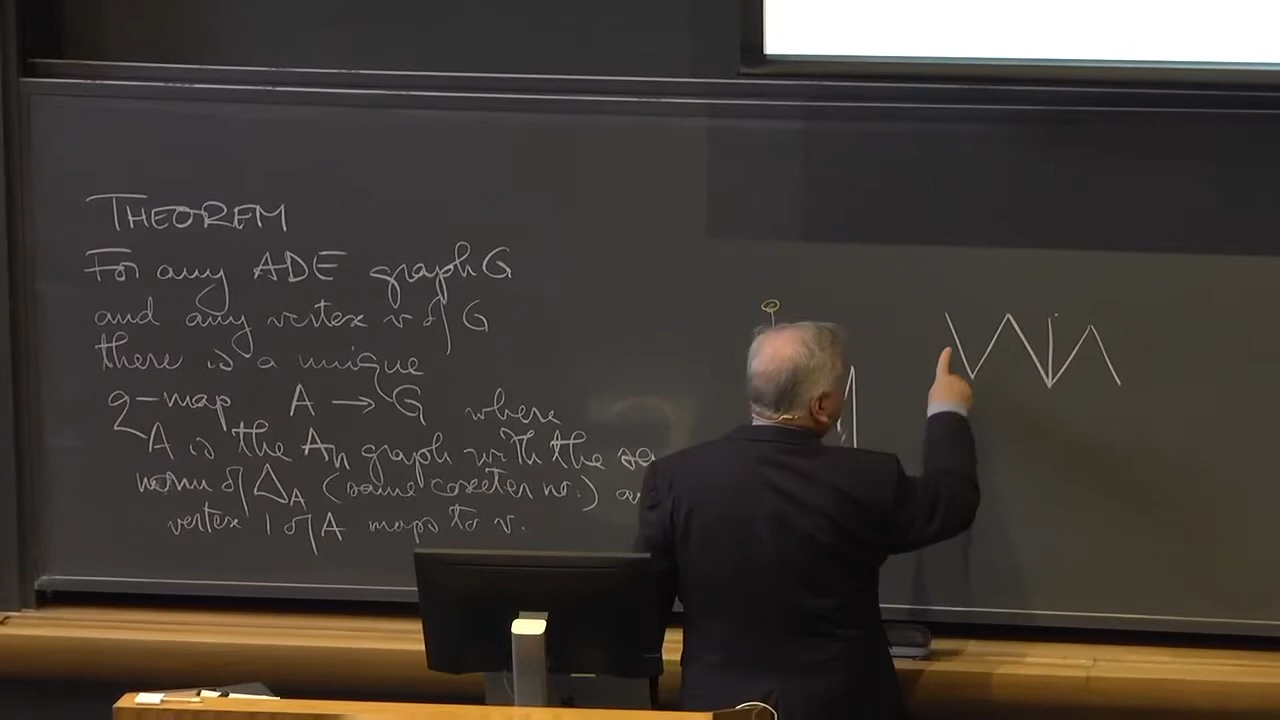 THEOREM
For any ADE graph G
and any vertex v of G
there is a unique
q-map A → G where
A is the An graph with the
norm of Δ_A (same coxeter no.)
vertex 1 of A maps to v.